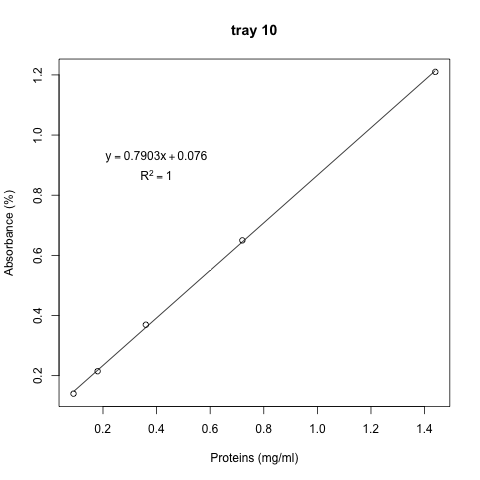 tray 10
1.2
1.0
0.8
0.6
0.4
0.2
Absorbance (%)
y = 0.7903x + 0.076
R² = 1
0.2 0.4 0.6 0.8 1.0 1.2 1.4
Proteins (mg/ml)